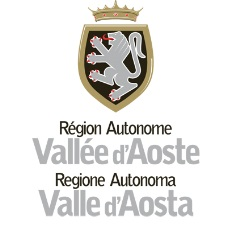 Région Autonome
Vallée d'Aoste
Regione Autonoma
Valle d'Aosta